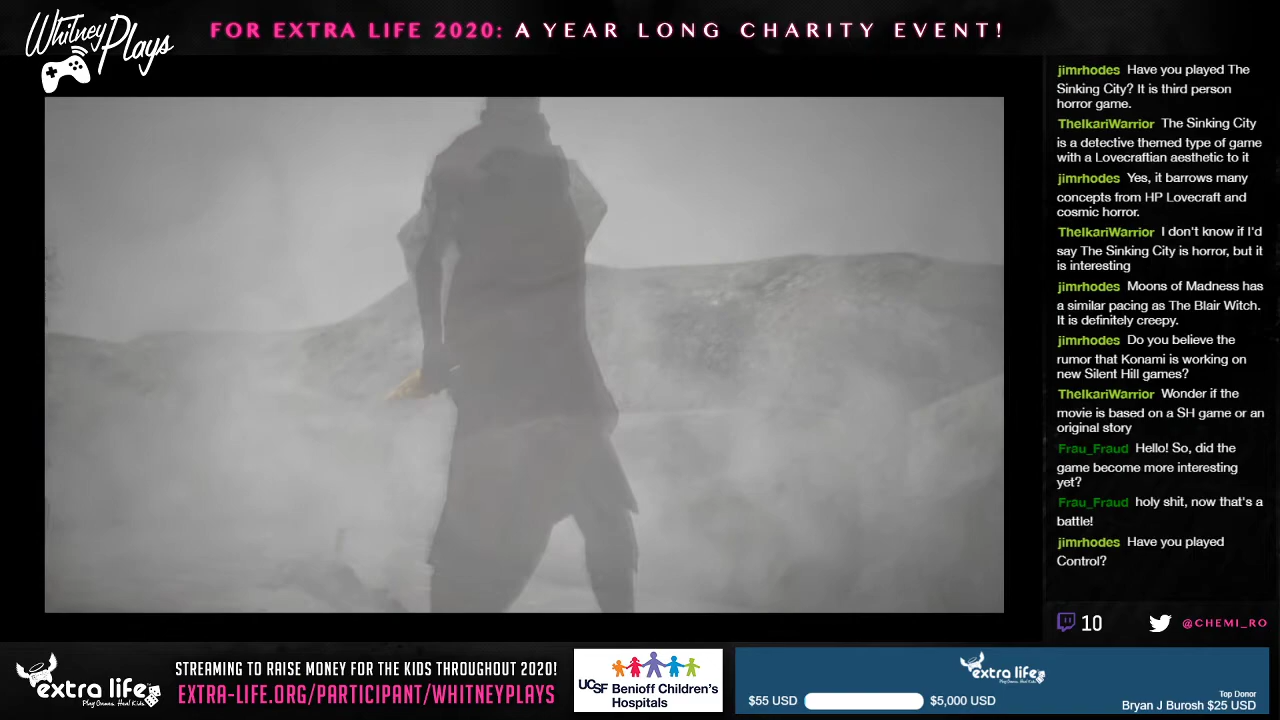 Whitney Plays
FOR EXTRA LIFE 2020: A YEAR LONG CHARITY EVENT!
jimrhodes Have you played The
Sinking City? It is third person
horror game.
TheIkariWarrior The Sinking City
is a detective themed type of game
with a Lovecraftian aesthetic to it
jimrhodes Yes, it barrows many
concepts from HP Lovecraft and
cosmic horror.
TheIkariWarrior I don't know if I'd
say The Sinking City is horror, but it
is interesting
jimrhodes Moons of Madness has
a similar pacing as The Blair Witch.
It is definitely creepy.
jimrhodes Do you believe the
rumor that Konami is working on
new Silent Hill games?
TheIkariWarrior Wonder if the
movie is based on a SH game or an
original story
Frau_Fraud Hello! So, did the
game become more interesting
yet?
Frau_Fraud holy shit, now that's a
battle!
jimrhodes Have you played
Control?
10
@CHEMI_RO
extra life
Play Games. Heal Kids.
STREAMING TO RAISE MONEY FOR THE KIDS THROUGHOUT 2020!
EXTRA-LIFE.ORG/PARTICIPANT/WHITNEYPLAYS
UCSF Benioff Children's
Hospitals
extra life
Play Games. Heal Kids.
$55 USD
$5,000 USD
Top Donor
Bryan J Burosh $25 USD